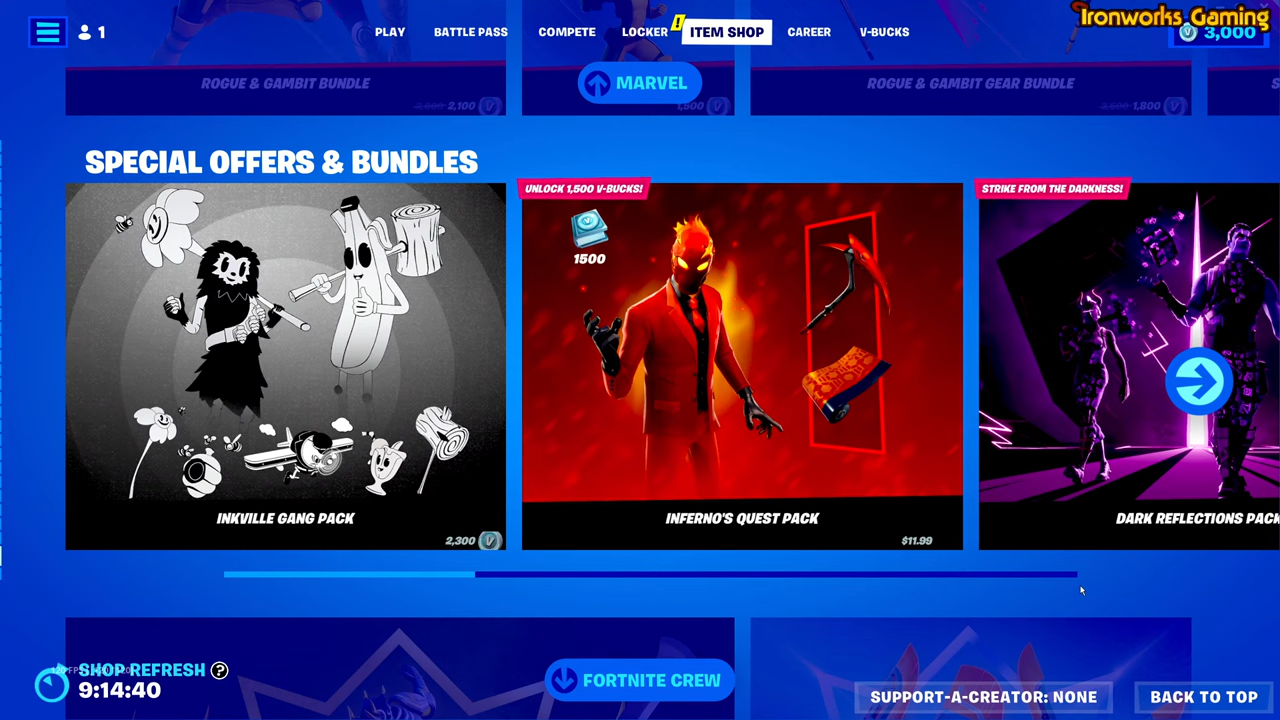 1
PLAY
BATTLE PASS
COMPETE
LOCKER
!
ITEM SHOP
CAREER
V-BUCKS
Ironworks Gaming
3,000
ROGUE & GAMBIT BUNDLE
2,100
MARVEL
1,500
ROGUE & GAMBIT GEAR BUNDLE
1,800
SPECIAL OFFERS & BUNDLES
INKVILLE GANG PACK
2,300
UNLOCK 1,500 V-BUCKS!
1500
INFERNO'S QUEST PACK
$11.99
STRIKE FROM THE DARKNESS!
DARK REFLECTIONS PACK
SHOP REFRESH ?
9:14:40
FORTNITE CREW
SUPPORT-A-CREATOR: NONE
BACK TO TOP